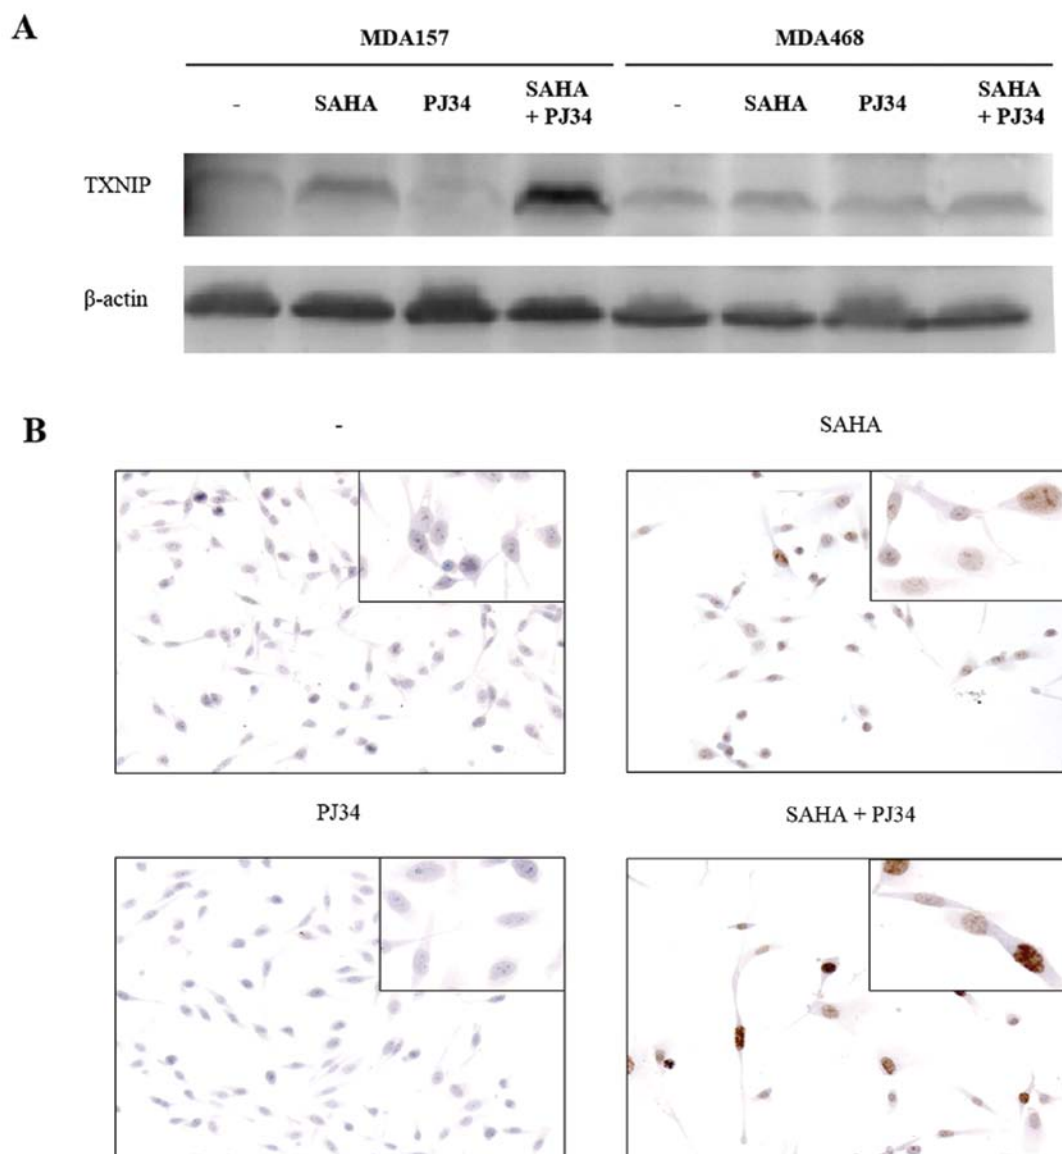 A
MDA157
MDA468
-
SAHA
PJ34
SAHA
+ PJ34
-
SAHA
PJ34
SAHA
+ PJ34
TXNIP
β-actin
B
-
SAHA
PJ34
SAHA + PJ34